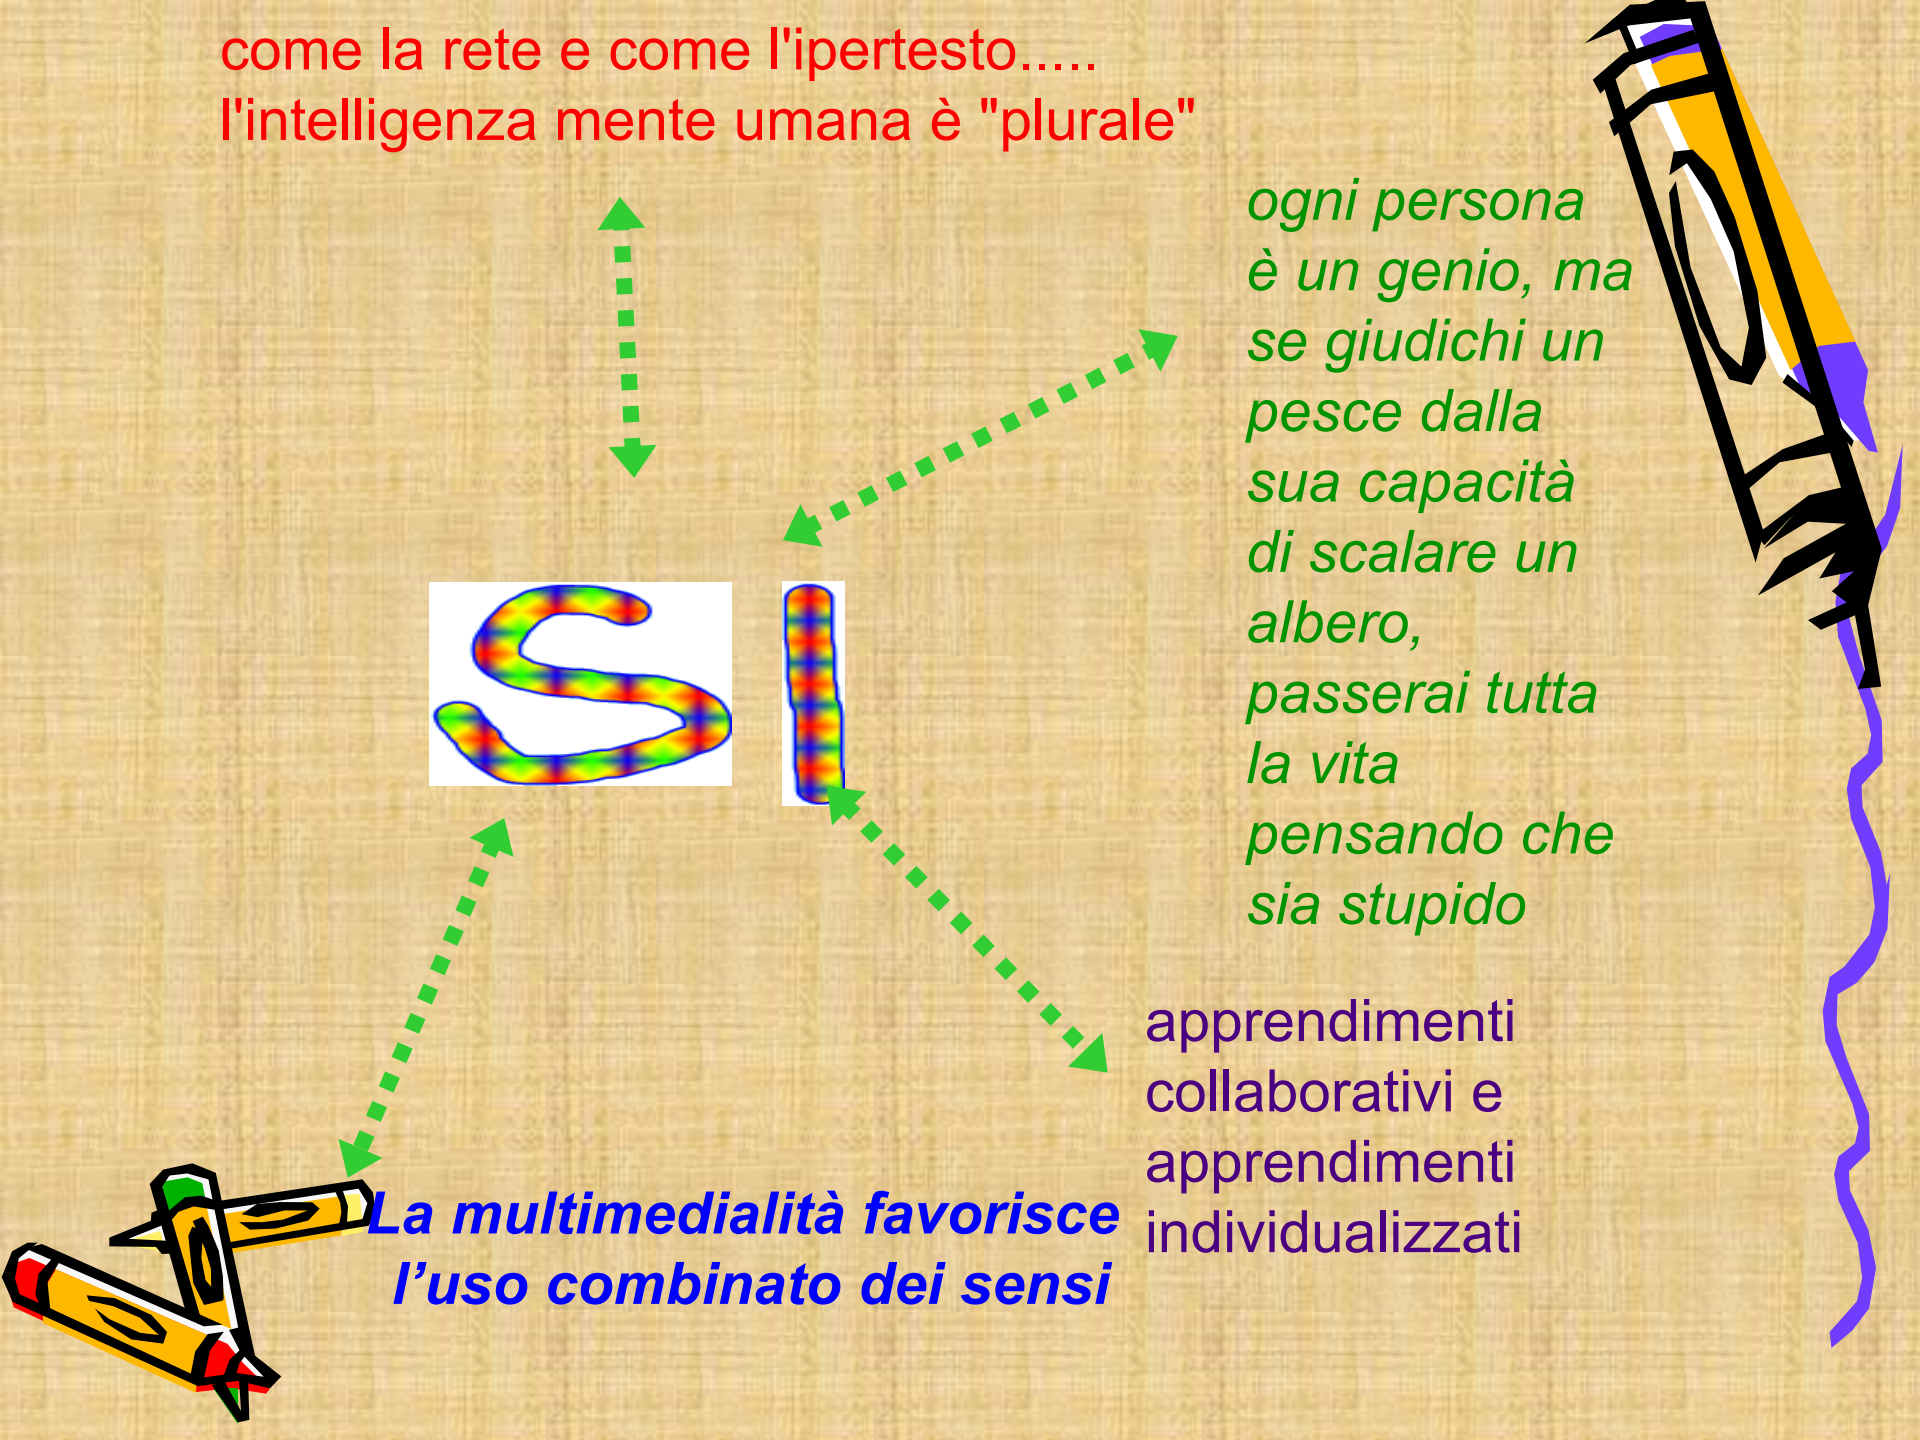 come la rete e come l'ipertesto.....
l'intelligenza mente umana è "plurale"
ogni persona
è un genio, ma
se giudichi un
pesce dalla
sua capacità
di scalare un
albero,
passerai tutta
la vita
pensando che
sia stupido
S I
apprendimenti
collaborativi e
apprendimenti
individualizzati
La multimedialità favorisce
l’uso combinato dei sensi